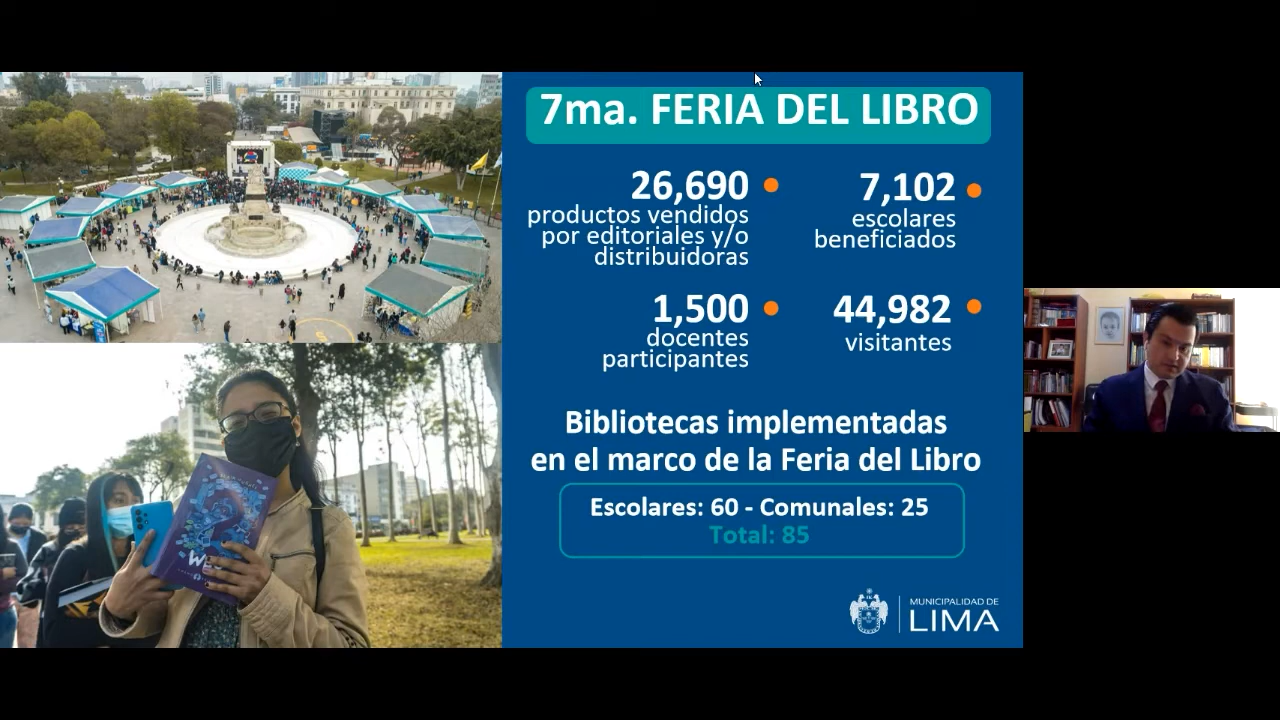 7ma. FERIA DEL LIBRO
26,690
productos vendidos
por editoriales y/o
distribuidoras
7,102
escolares
beneficiados
1,500
docentes
participantes
44,982
visitantes
Bibliotecas implementadas
en el marco de la Feria del Libro
Escolares: 60 - Comunales: 25
Total: 85
MUNICIPALIDAD DE
LIMA